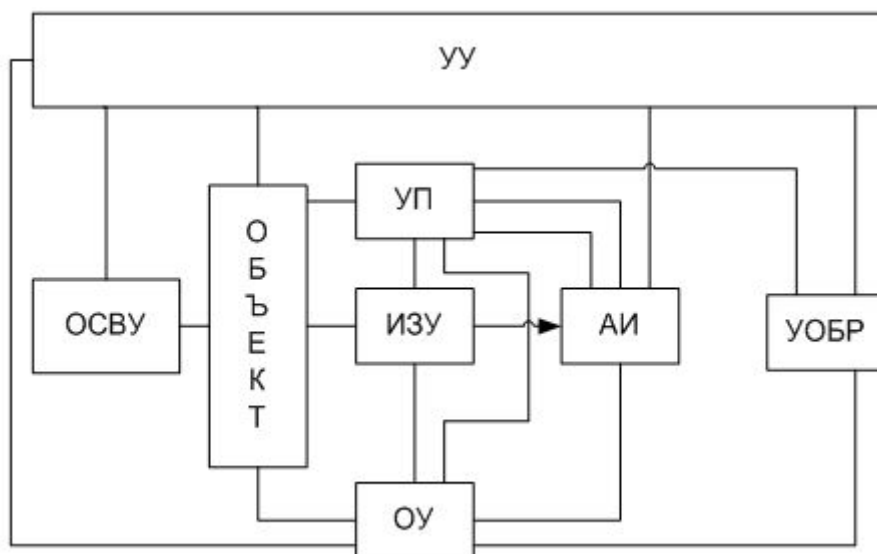 УУ
УП
О
Б
Ъ
Е
К
Т
ОСВУ
ИЗУ
АИ
УОБР
ОУ